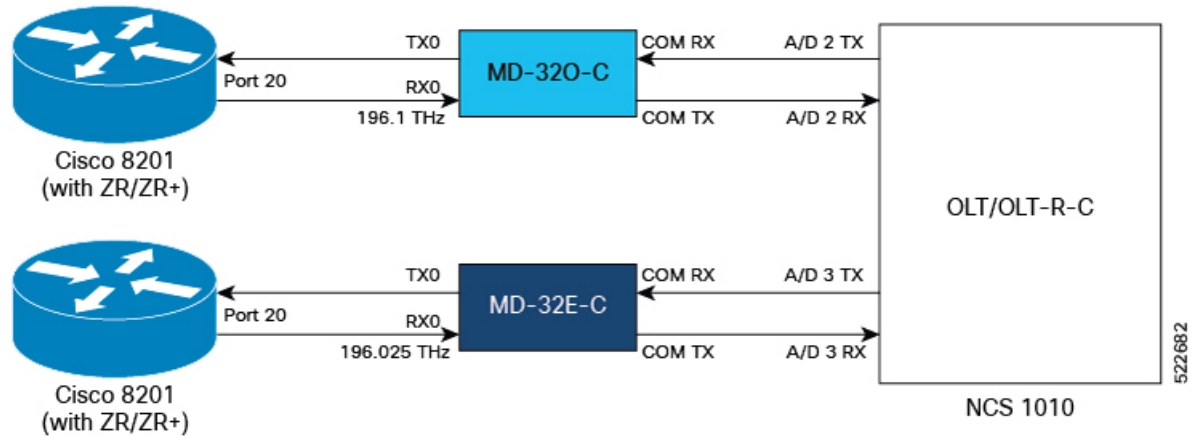 TX0
COM RX
A/D 2 TX
Port 20
MD-32O-C
RX0
196.1 THz
COM TX
A/D 2 RX
Cisco 8201
(with ZR/ZR+)
OLT/OLT-R-C
TX0
COM RX
A/D 3 TX
Port 20
MD-32E-C
RX0
196.025 THz
COM TX
A/D 3 RX
Cisco 8201
(with ZR/ZR+)
NCS 1010
522682